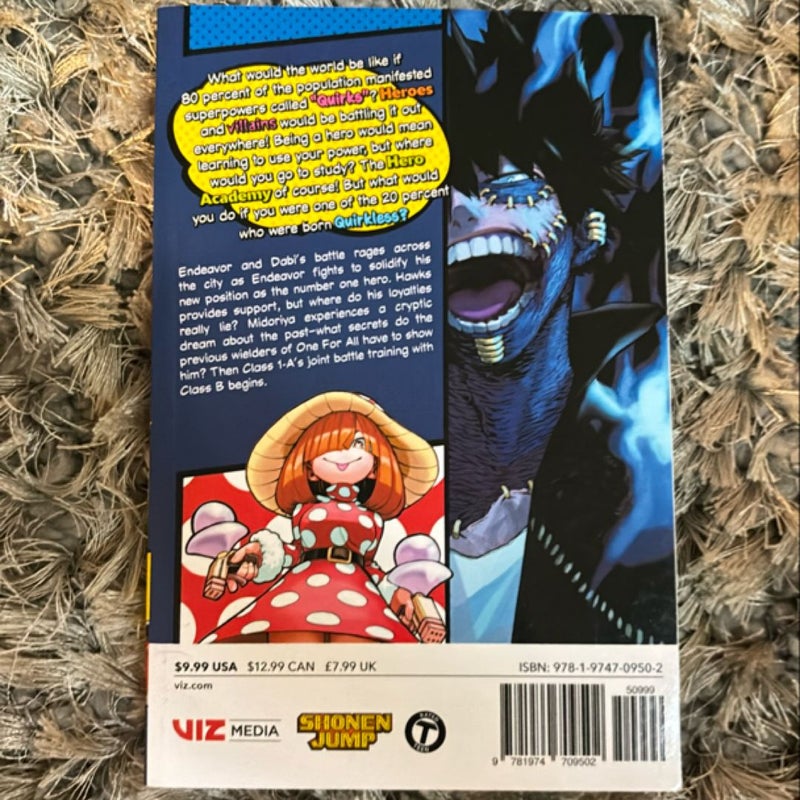 What would the world be like if
80 percent of the population manifested
superpowers called "Quirks"? Heroes
and villains would be battling it out
everywhere! Being a hero would mean
learning to use your power, but where
would you go to study? The Hero
Academy of course! But what would
you do if you were one of the 20 percent
who were born Quirkless?
Endeavor and Dabi's battle rages across
the city as Endeavor fights to solidify his
new position as the number one hero. Hawks
provides support, but where do his loyalties
really lie? Midoriya experiences a cryptic
dream about the past—what secrets do the
previous wielders of One For All have to show
him? Then Class 1-A's joint battle training with
Class B begins.
$9.99 USA $12.99 CAN £7.99 UK
ISBN: 978-1-9747-0950-2
viz.com
50999
VIZ MEDIA
SHONEN
JUMP
RATED
T
TEEN
9 781974 709502